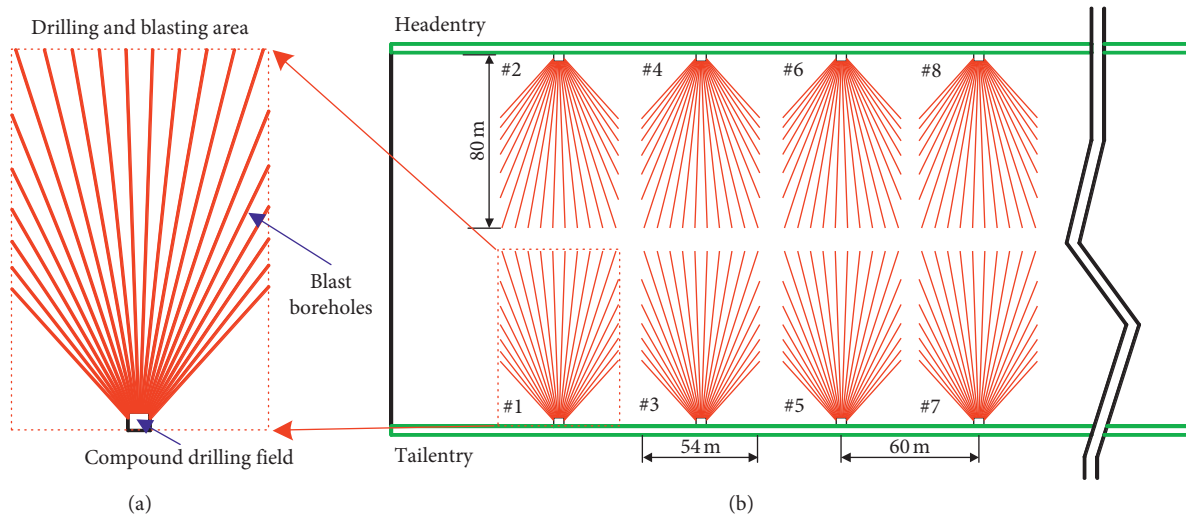 Drilling and blasting area
Blast
boreholes
Compound drilling field
(a)
Headentry
#2
#4
#6
#8
80 m
#1
#3
#5
#7
Tailentry
54 m
60 m
(b)